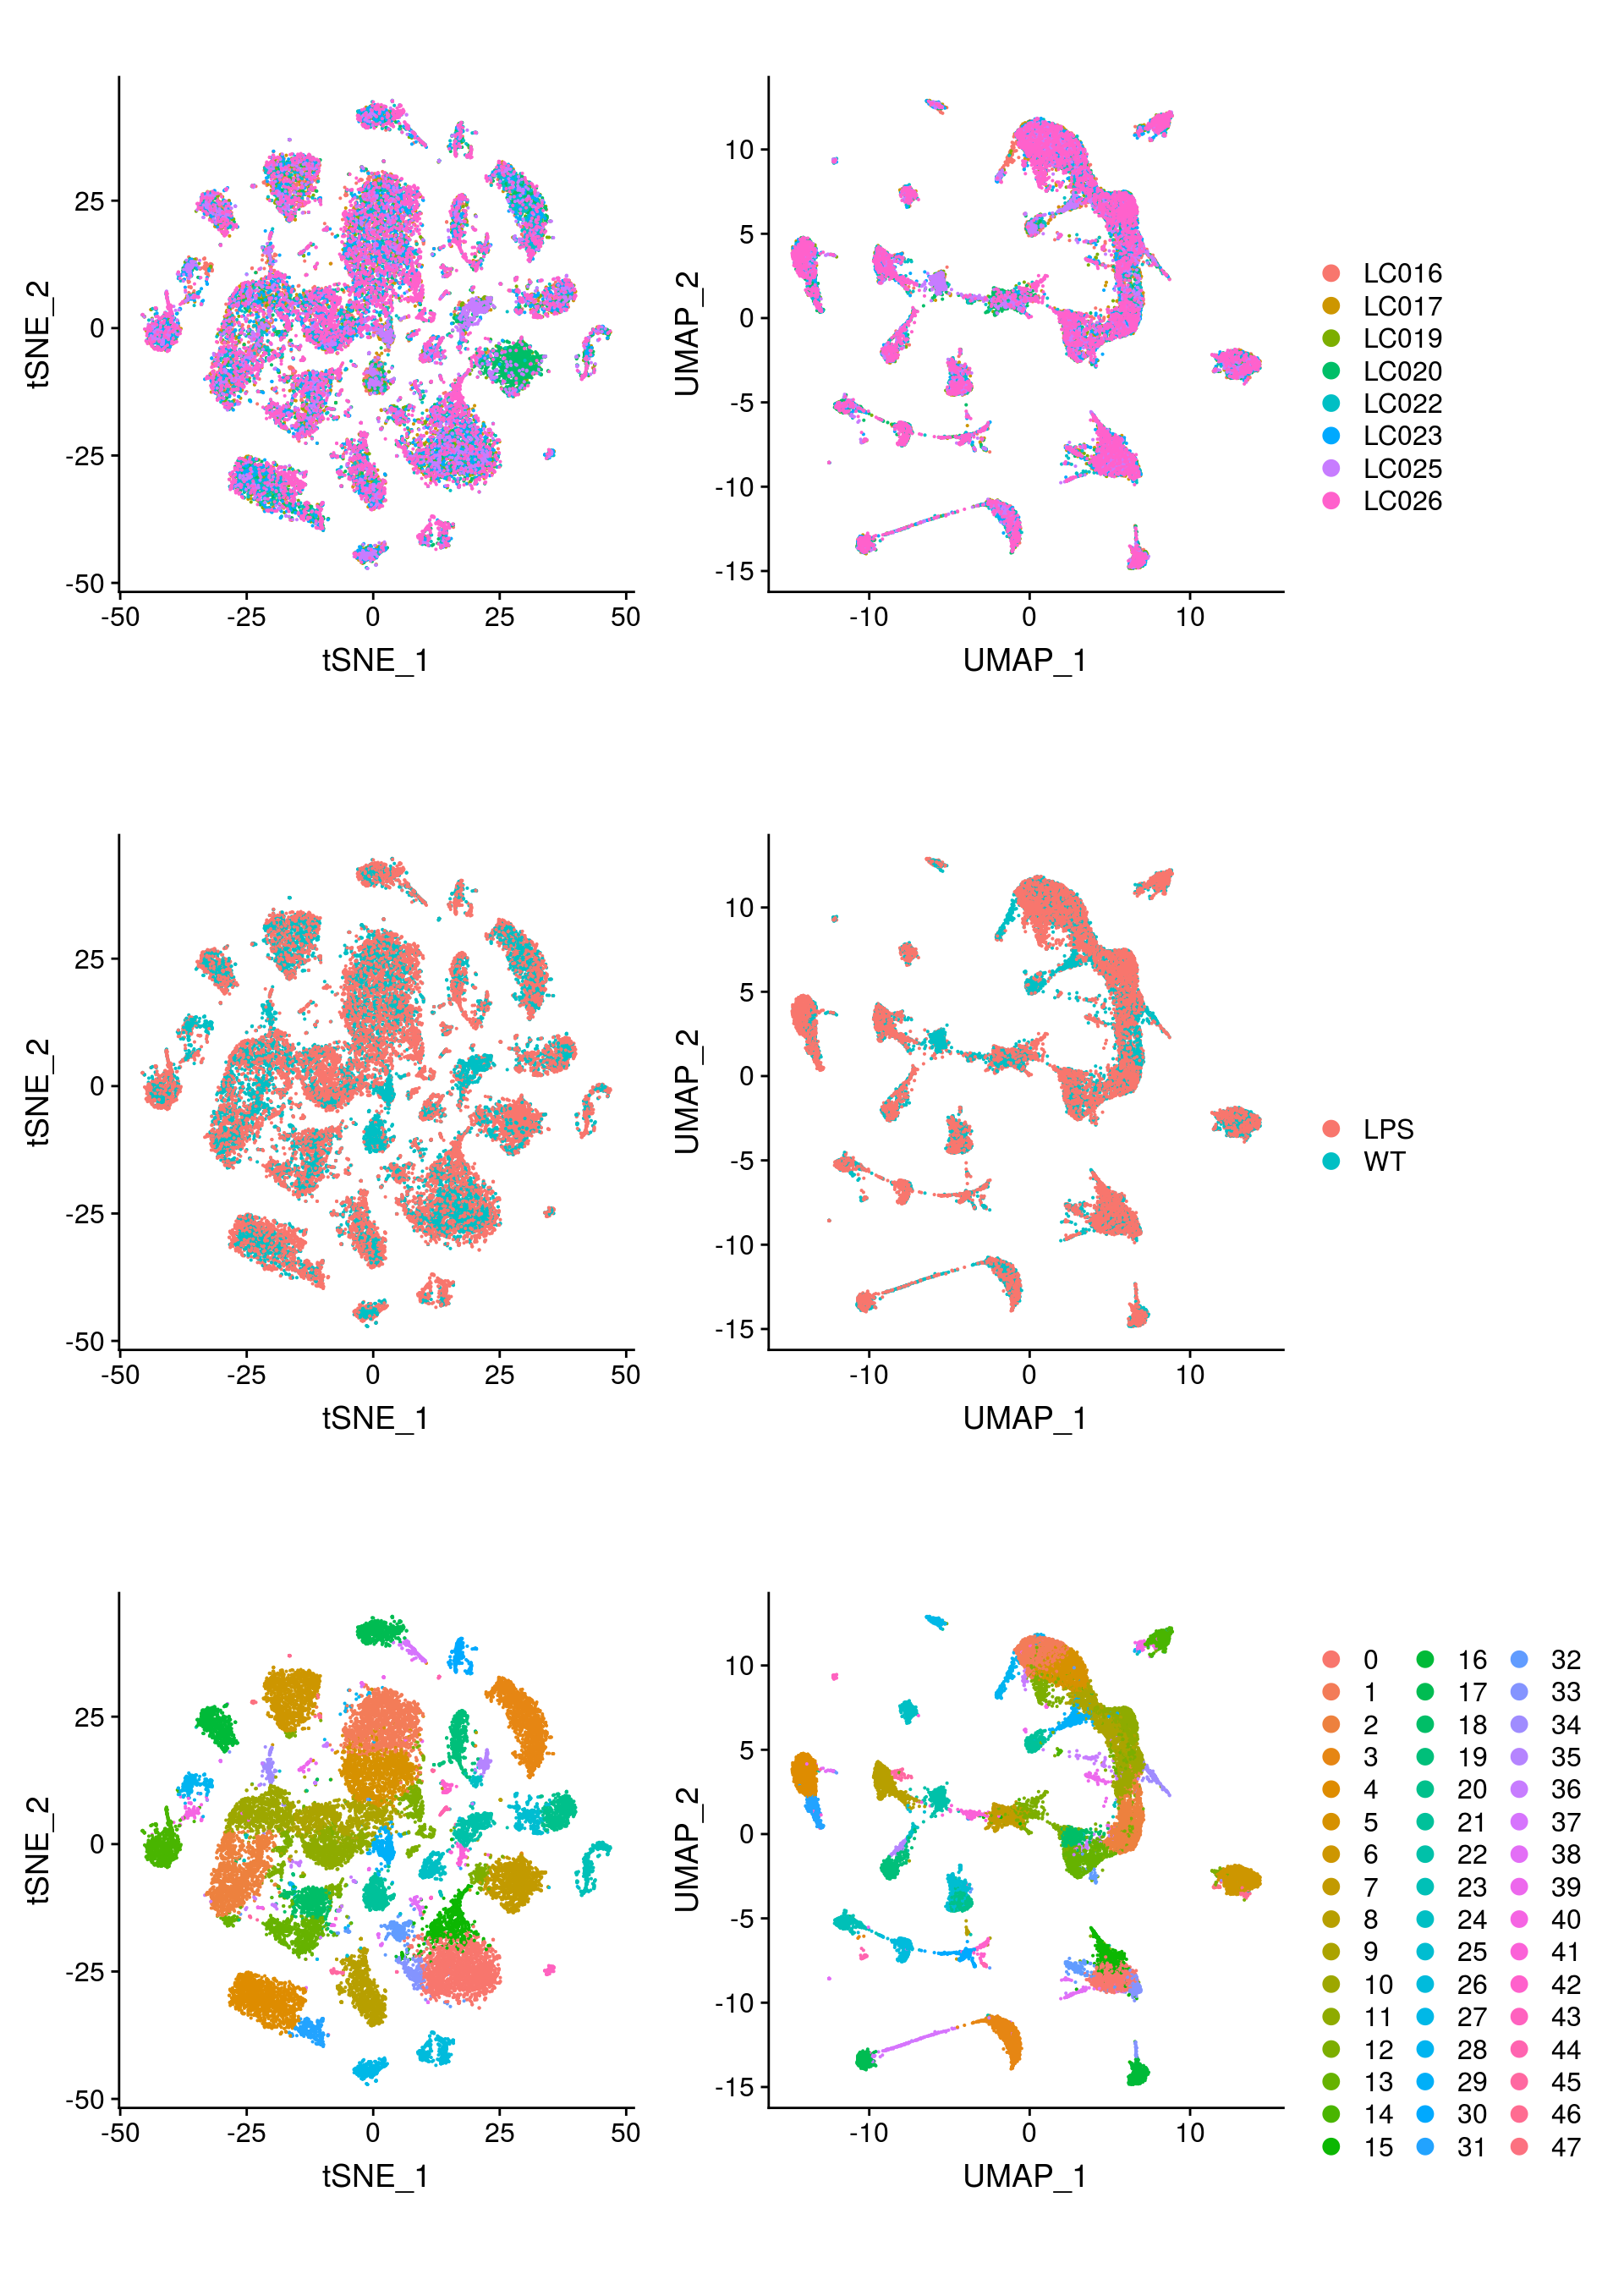 25
0
-25
-50
-50 -25 0 25 50
tSNE_1
tSNE_2
10
5
0
-5
-10
-15
-10 0 10
UMAP_1
UMAP_2
LC016
LC017
LC019
LC020
LC022
LC023
LC025
LC026
25
0
-25
-50
-50 -25 0 25 50
tSNE_1
tSNE_2
10
5
0
-5
-10
-15
-10 0 10
UMAP_1
UMAP_2
LPS
WT
25
0
-25
-50
-50 -25 0 25 50
tSNE_1
tSNE_2
10
5
0
-5
-10
-15
-10 0 10
UMAP_1
UMAP_2
0 16 32
1 17 33
2 18 34
3 19 35
4 20 36
5 21 37
6 22 38
7 23 39
8 24 40
9 25 41
10 26 42
11 27 43
12 28 44
13 29 45
14 30 46
15 31 47